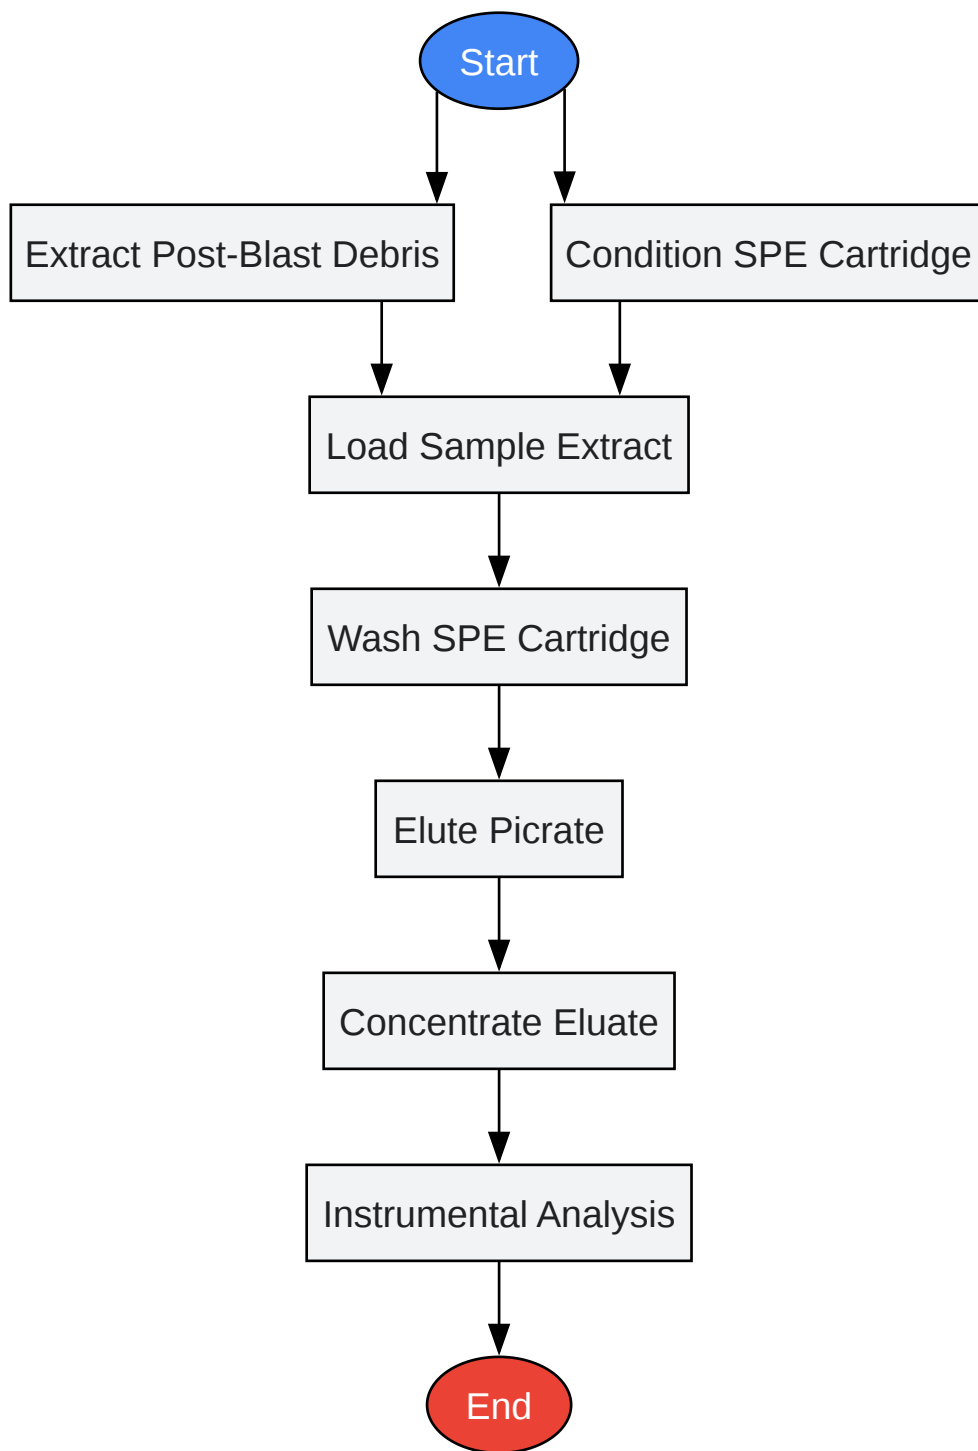 Start
Extract Post-Blast Debris
Condition SPE Cartridge
Load Sample Extract
Wash SPE Cartridge
Elute Picrate
Concentrate Eluate
Instrumental Analysis
End